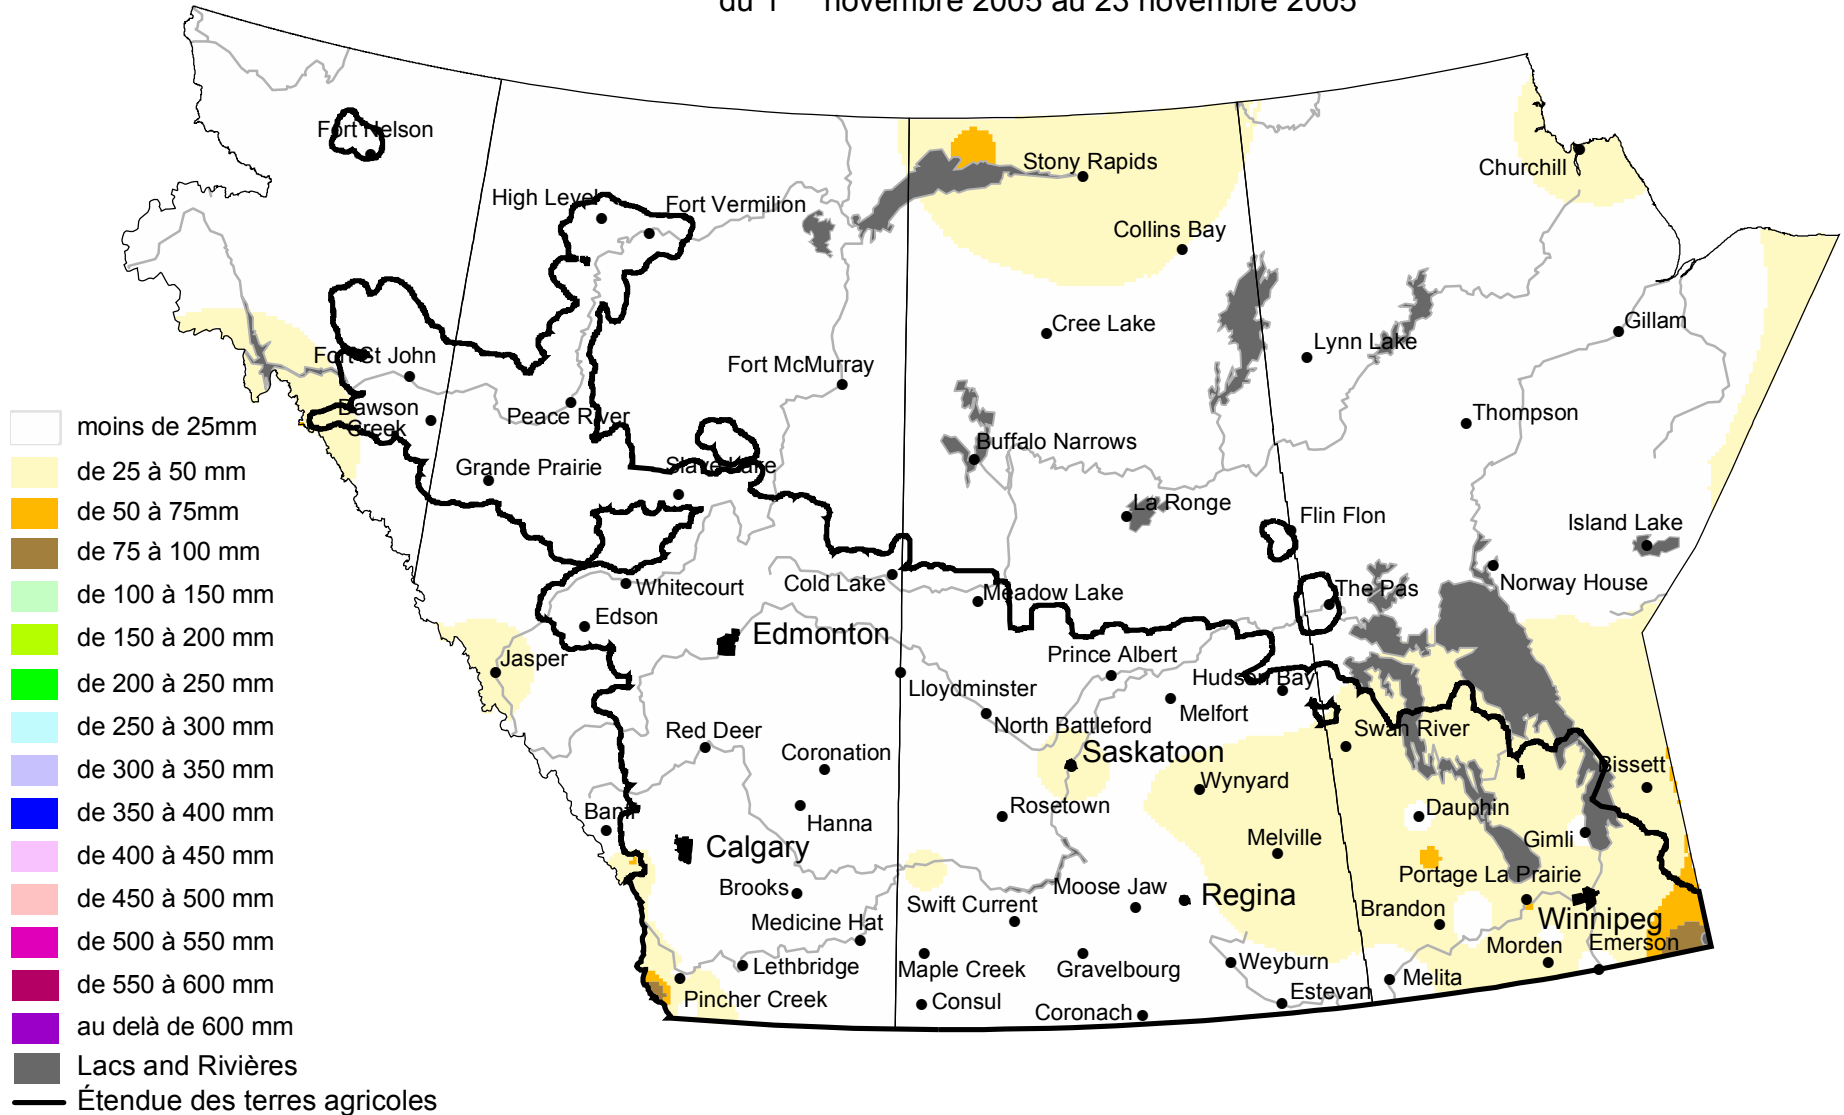 du 1 novembre 2005 au 23 novembre 2005
Fort Nelson
High Level
Fort Vermilion
Stony Rapids
Churchill
Collins Bay
Cree Lake
Gillam
Lynn Lake
Fort St John
Fort McMurray
Dawson
Creek
Peace River
Thompson
Buffalo Narrows
Grande Prairie
Slave Lake
La Ronge
Flin Flon
Island Lake
Whitecourt
Cold Lake
Meadow Lake
The Pas
Norway House
Edson
Edmonton
Jasper
Prince Albert
Hudson Bay
Lloydminster
Melfort
North Battleford
Swan River
Red Deer
Coronation
Saskatoon
Wynyard
Bissett
Banff
Hanna
Rosetown
Dauphin
Gimli
Calgary
Melville
Brooks
Moose Jaw
Regina
Portage La Prairie
Medicine Hat
Swift Current
Brandon
Winnipeg
Morden
Emerson
Lethbridge
Maple Creek
Gravelbourg
Weyburn
Melita
Pincher Creek
Consul
Coronach
Estevan
moins de 25mm
de 25 à 50 mm
de 50 à 75mm
de 75 à 100 mm
de 100 à 150 mm
de 150 à 200 mm
de 200 à 250 mm
de 250 à 300 mm
de 300 à 350 mm
de 350 à 400 mm
de 400 à 450 mm
de 450 à 500 mm
de 500 à 550 mm
de 550 à 600 mm
au delà de 600 mm
Lacs and Rivières
Étendue des terres agricoles